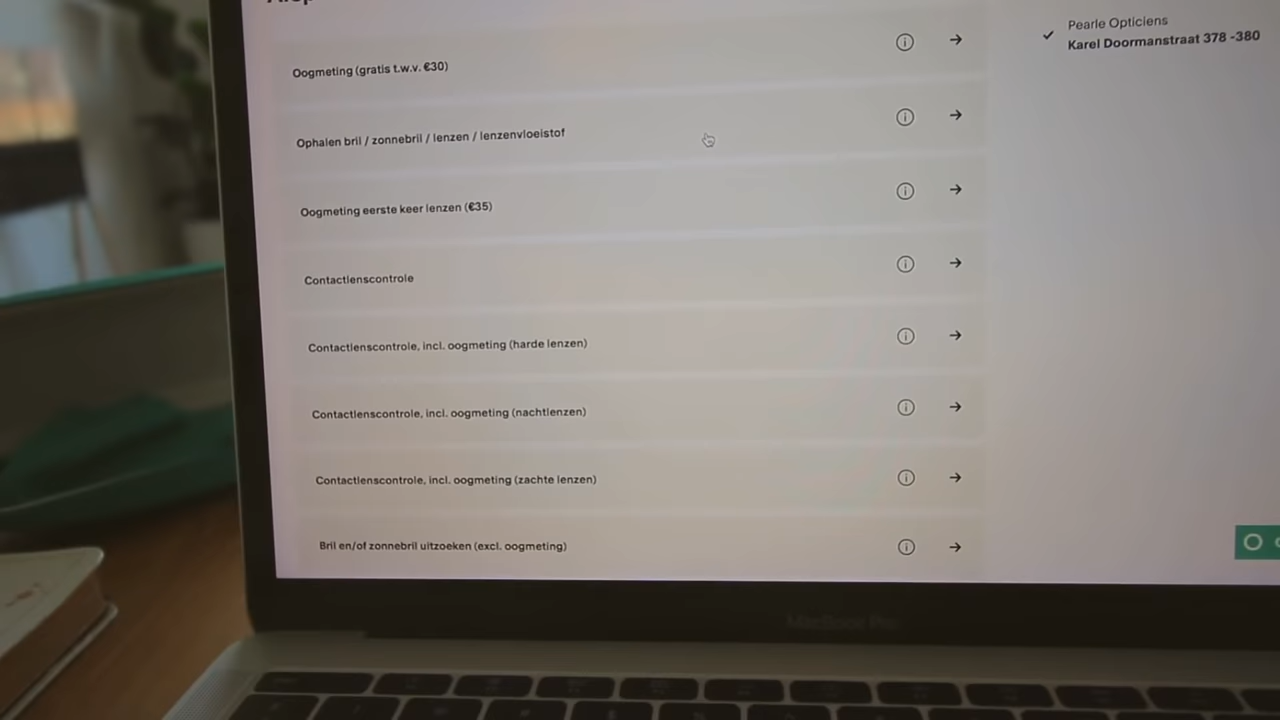 Pearle Opticiens
Karel Doormanstraat 378 -380
Oogmeting (gratis t.w.v. €30)
Ophalen bril / zonnebril / lenzen / lenzenvloeistof
Oogmeting eerste keer lenzen (€35)
Contactlenscontrole
Contactlenscontrole, incl. oogmeting (harde lenzen)
Contactlenscontrole, incl. oogmeting (nachtlenzen)
Contactlenscontrole, incl. oogmeting (zachte lenzen)
Bril en/of zonnebril uitzoeken (excl. oogmeting)
MacBook Pro